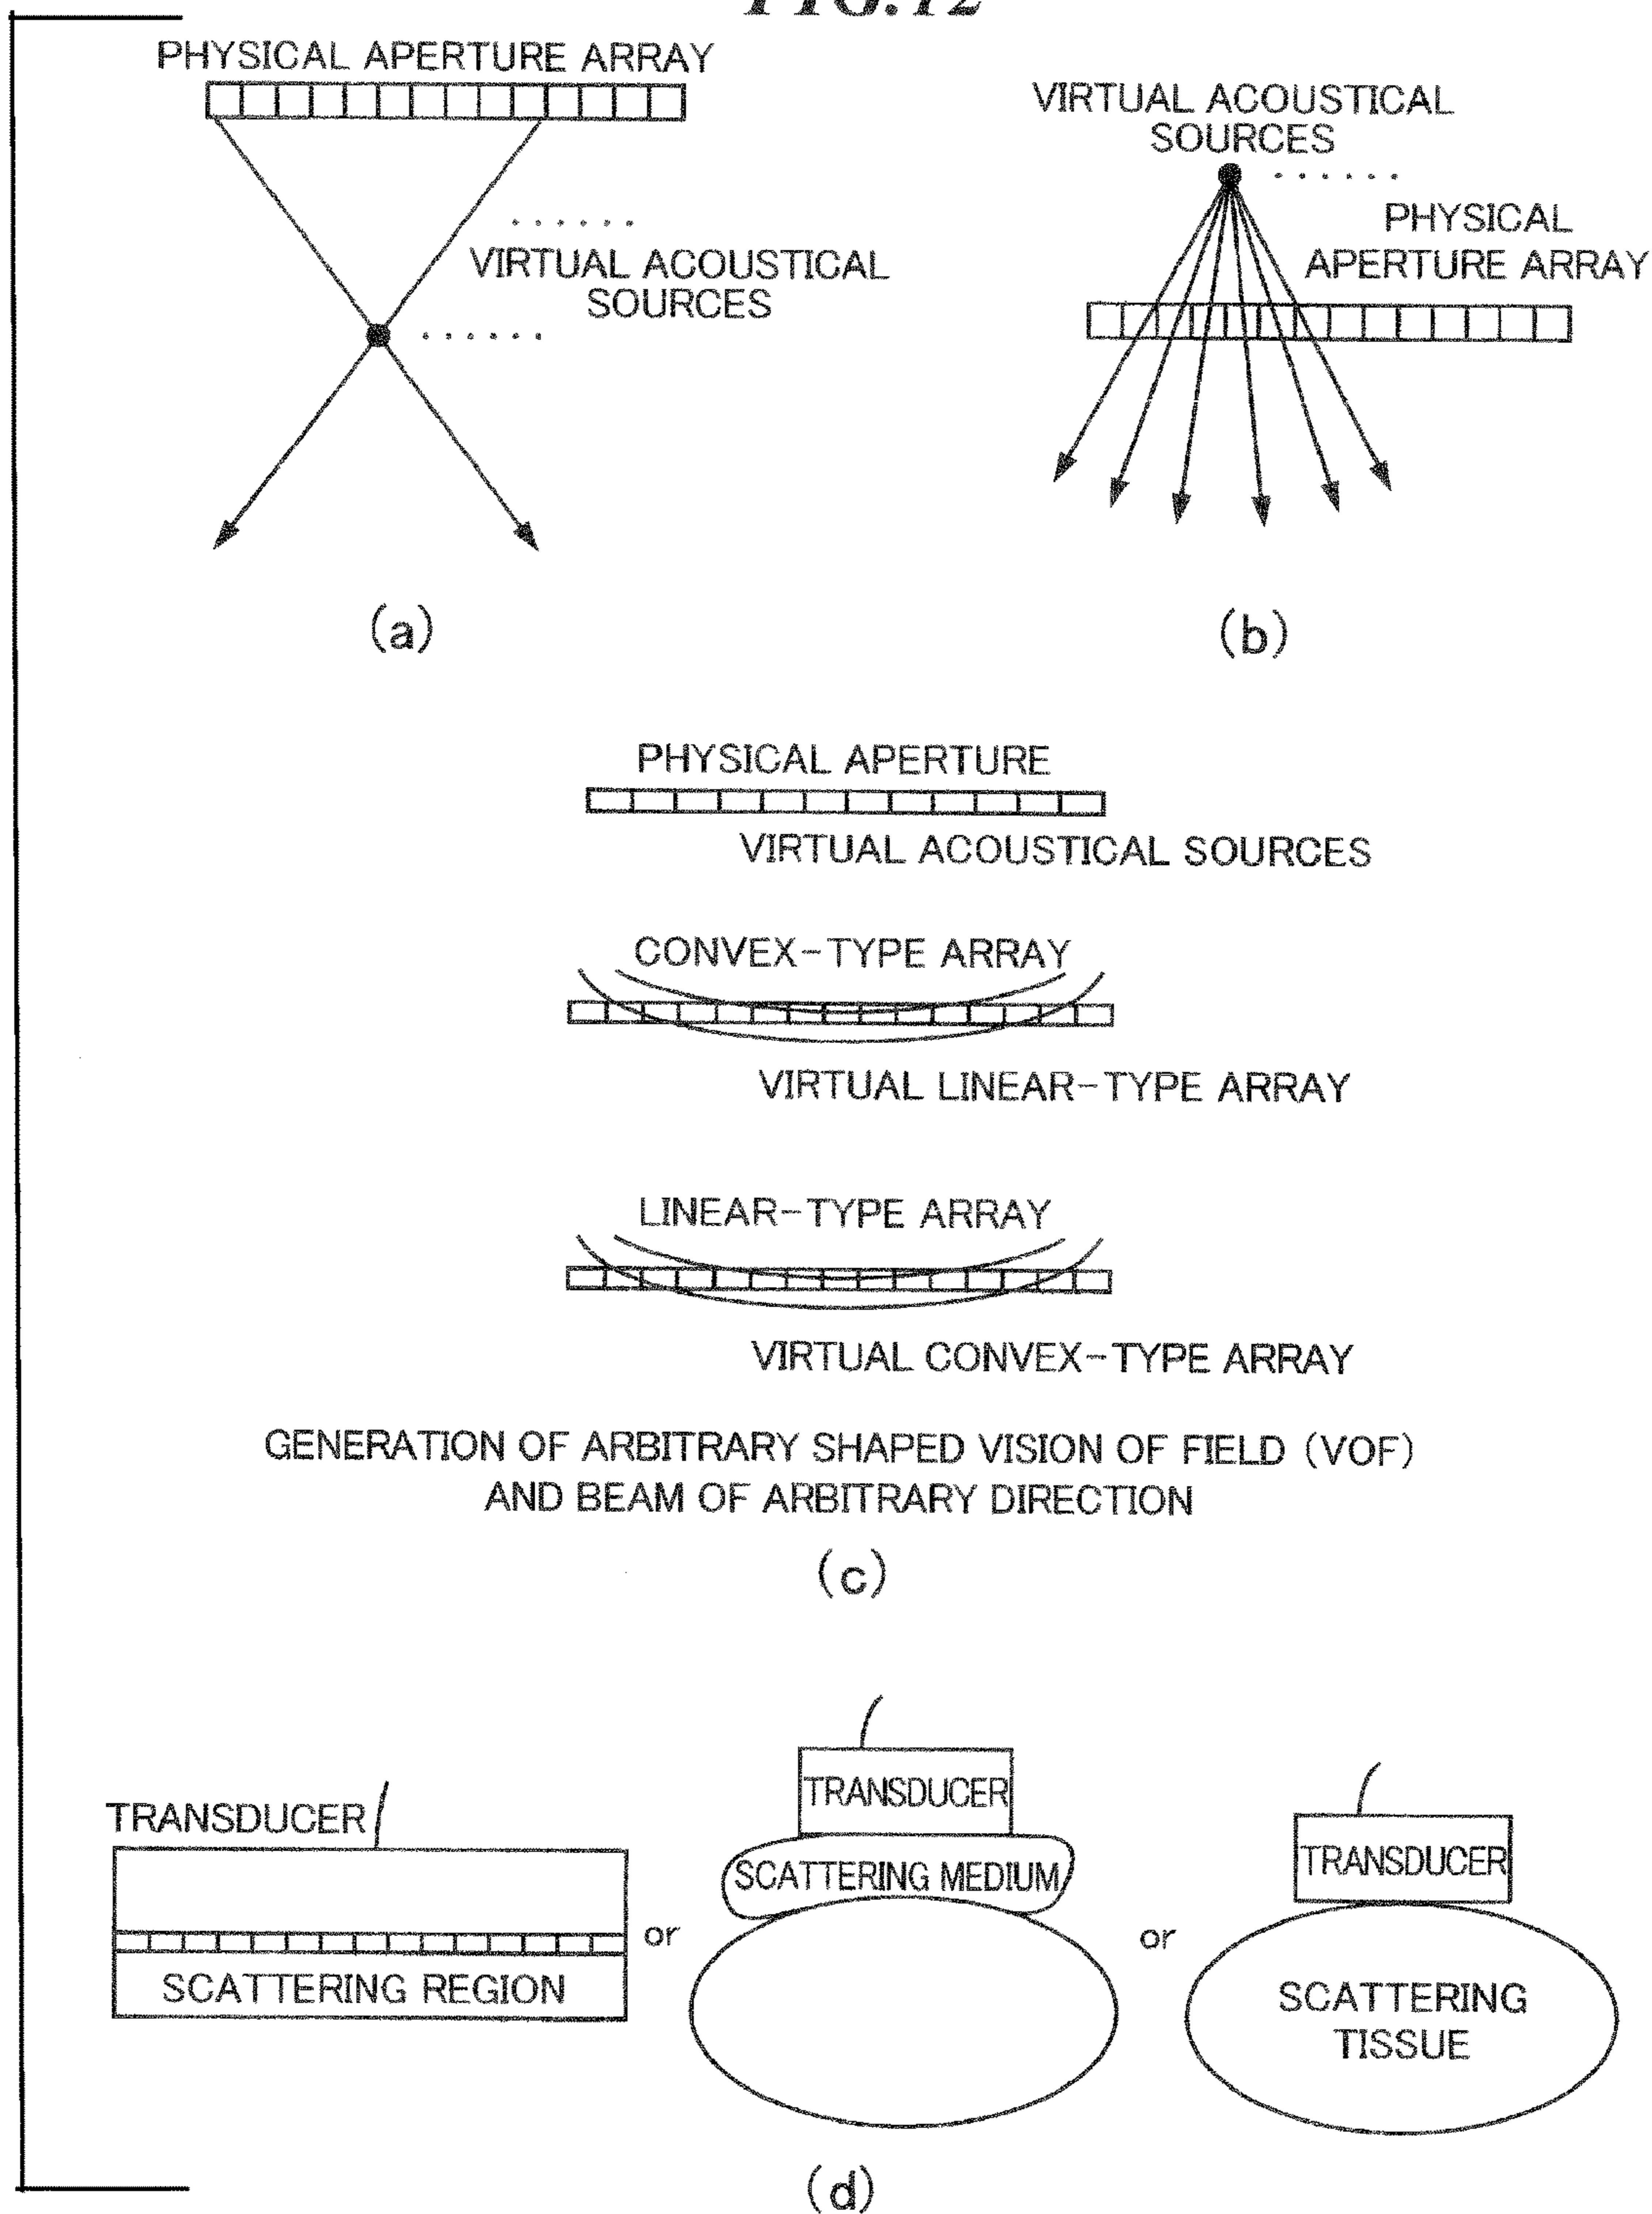 FIG.12
PHYSICAL APERTURE ARRAY
VIRTUAL ACOUSTICAL
SOURCES
(a)
VIRTUAL ACOUSTICAL
SOURCES
PHYSICAL
APERTURE ARRAY
(b)
PHYSICAL APERTURE
VIRTUAL ACOUSTICAL SOURCES
CONVEX-TYPE ARRAY
VIRTUAL LINEAR-TYPE ARRAY
LINEAR-TYPE ARRAY
VIRTUAL CONVEX-TYPE ARRAY
GENERATION OF ARBITRARY SHAPED VISION OF FIELD (VOF)
AND BEAM OF ARBITRARY DIRECTION
(c)
TRANSDUCER
SCATTERING REGION
or
TRANSDUCER
SCATTERING MEDIUM
or
TRANSDUCER
SCATTERING
TISSUE
(d)